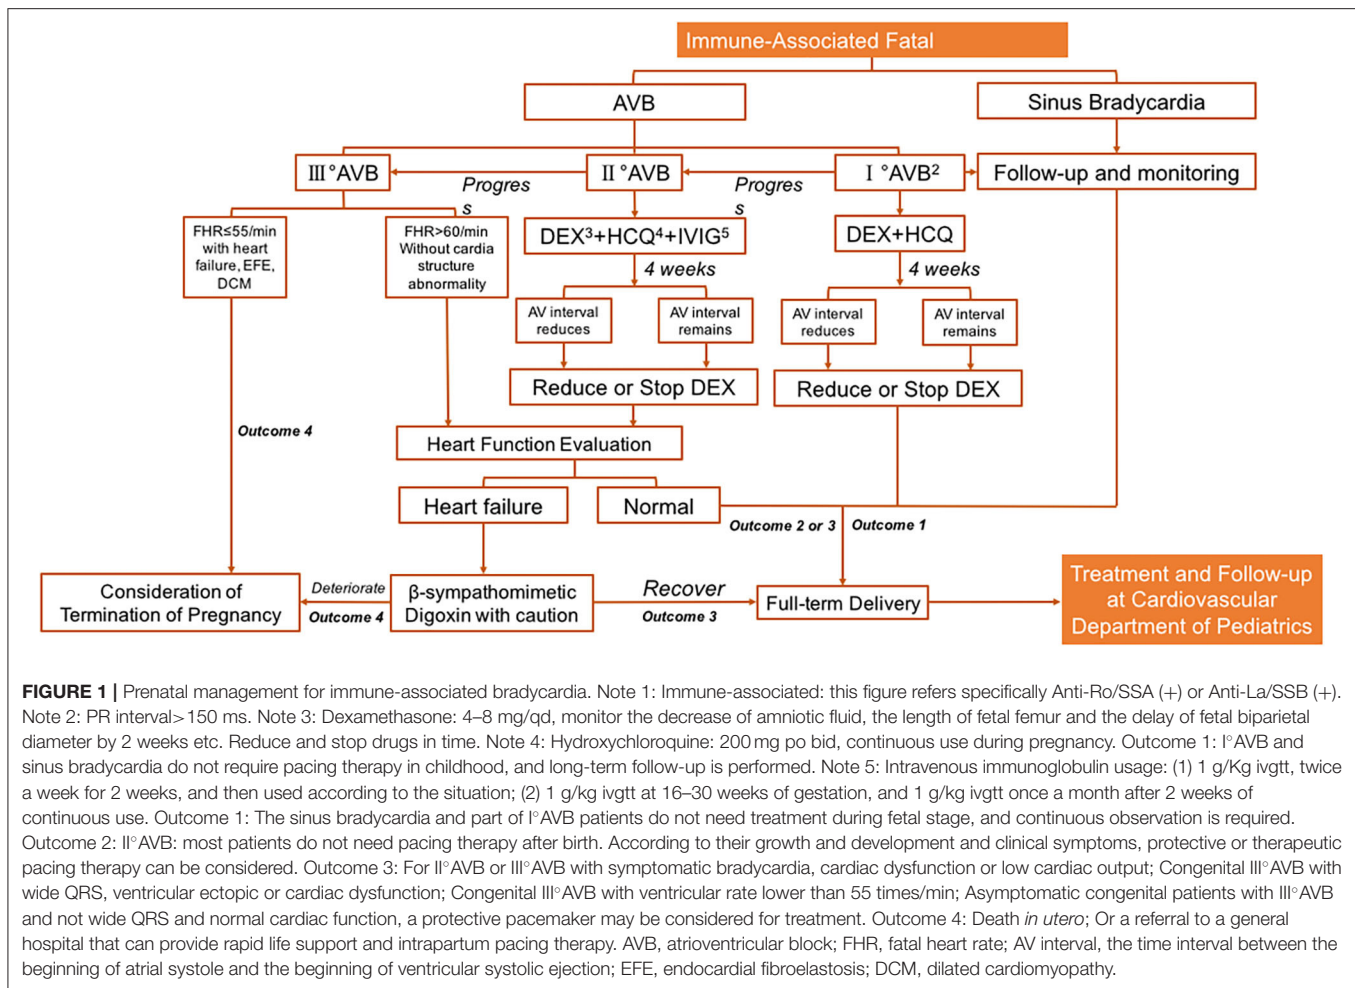 Immune-Associated Fatal
AVB
Sinus Bradycardia
III °AVB
Progres
s
II °AVB
Progres
s
I °AVB²
Follow-up and monitoring
FHR≤55/min
with heart
failure, EFE,
DCM
FHR>60/min
Without cardia
structure
abnormality
DEX³+HCQ⁴+IVIG⁵
DEX+HCQ
4 weeks
4 weeks
AV interval
reduces
AV interval
remains
AV interval
reduces
AV interval
remains
Reduce or Stop DEX
Reduce or Stop DEX
Outcome 4
Heart Function Evaluation
Heart failure
Normal
Outcome 2 or 3
Outcome 1
Consideration of
Termination of Pregnancy
Deteriorate
Outcome 4
β-sympathomimetic
Digoxin with caution
Recover
Outcome 3
Full-term Delivery
Treatment and Follow-up
at Cardiovascular
Department of Pediatrics
FIGURE 1 | Prenatal management for immune-associated bradycardia. Note 1: Immune-associated: this figure refers specifically Anti-Ro/SSA (+) or Anti-La/SSB (+).
Note 2: PR interval>150 ms. Note 3: Dexamethasone: 4–8 mg/qd, monitor the decrease of amniotic fluid, the length of fetal femur and the delay of fetal biparietal
diameter by 2 weeks etc. Reduce and stop drugs in time. Note 4: Hydroxychloroquine: 200 mg po bid, continuous use during pregnancy. Outcome 1: I°AVB and
sinus bradycardia do not require pacing therapy in childhood, and long-term follow-up is performed. Note 5: Intravenous immunoglobulin usage: (1) 1 g/Kg ivgtt, twice
a week for 2 weeks, and then used according to the situation; (2) 1 g/kg ivgtt at 16–30 weeks of gestation, and 1 g/kg ivgtt once a month after 2 weeks of
continuous use. Outcome 1: The sinus bradycardia and part of I°AVB patients do not need treatment during fetal stage, and continuous observation is required.
Outcome 2: II°AVB: most patients do not need pacing therapy after birth. According to their growth and development and clinical symptoms, protective or therapeutic
pacing therapy can be considered. Outcome 3: For II°AVB or III°AVB with symptomatic bradycardia, cardiac dysfunction or low cardiac output; Congenital III°AVB with
wide QRS, ventricular ectopic or cardiac dysfunction; Congenital III°AVB with ventricular rate lower than 55 times/min; Asymptomatic congenital patients with III°AVB
and not wide QRS and normal cardiac function, a protective pacemaker may be considered for treatment. Outcome 4: Death in utero; Or a referral to a general
hospital that can provide rapid life support and intrapartum pacing therapy. AVB, atrioventricular block; FHR, fatal heart rate; AV interval, the time interval between the
beginning of atrial systole and the beginning of ventricular systolic ejection; EFE, endocardial fibroelastosis; DCM, dilated cardiomyopathy.